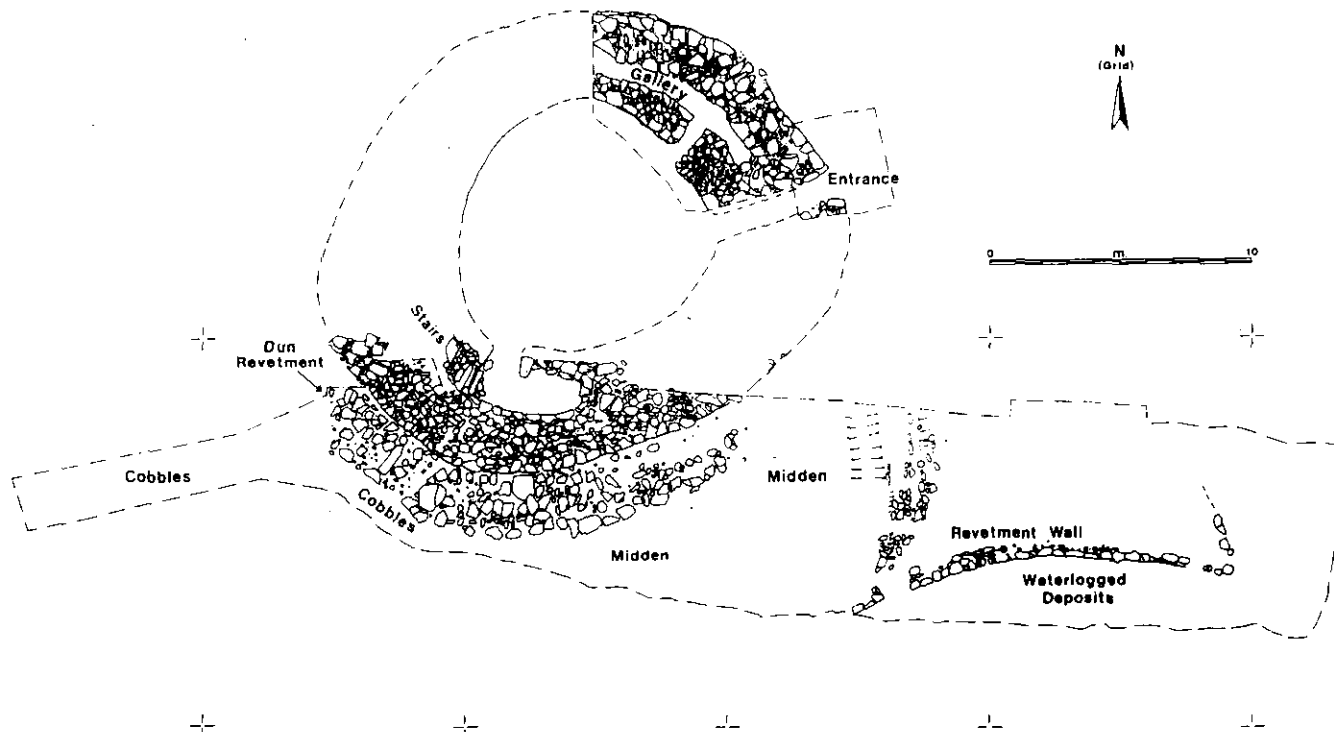 N
(Grid)
Gallery
Entrance
0 m. 10
Stairs
Dun
Revetment
Cobbles
Cobbles
Midden
Midden
Revetment Wall
Waterlogged
Deposits